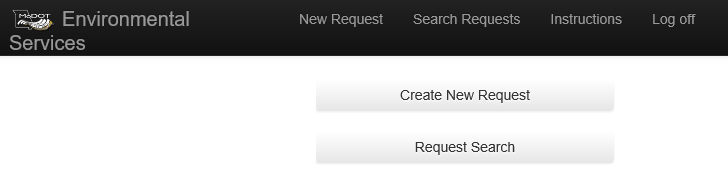 MoDOT Environmental Services New Request Search Requests Instructions Log off
Create New Request
Request Search